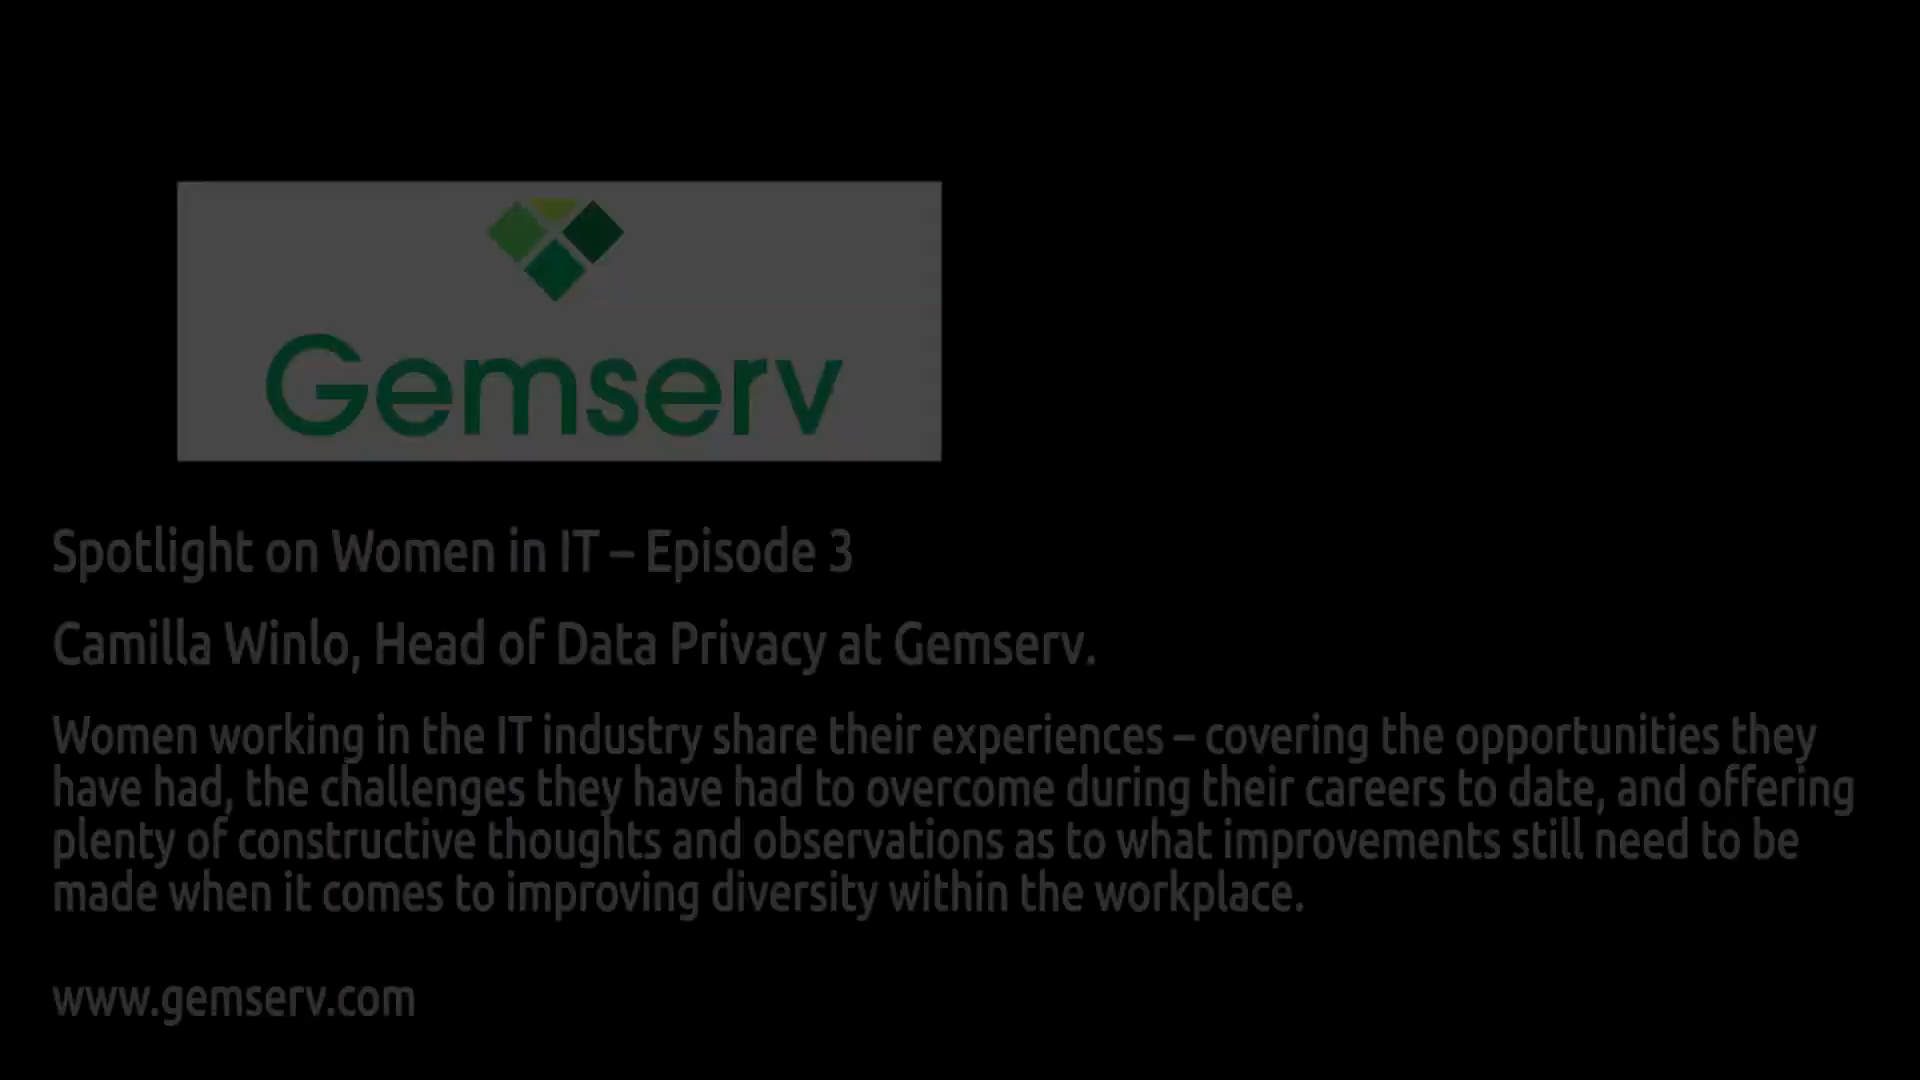 Gemserv
Spotlight on Women in IT – Episode 3
Camilla Winlo, Head of Data Privacy at Gemserv.
Women working in the IT industry share their experiences – covering the opportunities they
have had, the challenges they have had to overcome during their careers to date, and offering
plenty of constructive thoughts and observations as to what improvements still need to be
made when it comes to improving diversity within the workplace.
www.gemserv.com